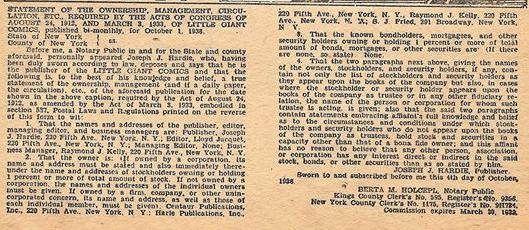 STATEMENT OF THE OWNERSHIP, MANAGEMENT, CIRCULA-
TION, ETC., REQUIRED BY THE ACTS OF CONGRESS OF
AUGUST 24, 1912, AND MARCH 3, 1933, OF LITTLE GIANT
COMICS, published bi-monthly, for October 1, 1938.
State of New York
County of New York } ss.
Before me, a Notary Public in and for the State and county
aforesaid, personally appeared Joseph J. Hardie, who, having
been duly sworn according to law, deposes and says that he is
the publisher of the LITTLE GIANT COMICS and that the
following is, to the best of his knowledge and belief, a true
statement of the ownership, management (and if a daily paper,
the circulation), etc., of the aforesaid publication for the date
shown in the above caption, required by the Act of August 24,
1912, as amended by the Act of March 3, 1933, embodied in
section 537, Postal Laws and Regulations printed on the reverse
of this form to wit:
1. That the names and addresses of the publisher, editor,
managing editor, and business managers are: Publisher, Joseph
J. Hardie, 220 Fifth Ave., N. Y.; Editor, Lloyd Jacquet,
220 Fifth Ave., New York, N. Y.; Managing Editor, None; Busi-
ness Manager, Raymond J. Kelly, 220 Fifth Ave., New York, N. Y.
2. That the owner is: (If owned by a corporation, its
name and address must be stated and also immediately there-
under the names and addresses of stockholders owning or holding
1 percent or more of total amount of stock. If not owned by a
corporation, the names and addresses of the individual owners
must be given. If owned by a firm, company, or other unin-
corporated concern, its name and address, as well as those of
each individual member, must be given). Centaur Publications,
Inc., 220 Fifth Ave., New York, N. Y.; Harle Publications, Inc.,
220 Fifth Ave., New York, N. Y., Raymond J. Kelly, 220 Fifth
Ave., New York, N. Y.; B. J. Fried, 291 Broadway, New York,
N. Y.
3. That the known bondholders, mortgagees, and other
security holders owning or holding 1 percent or more of total
amount of bonds, mortgages, or other securities are: (If there
are none, so state) None.
4. That the two paragraphs next above, giving the names
of the owners, stockholders, and security holders, if any, con-
tain not only the list of stockholders and security holders as
they appear upon the books of the company but also, in cases
where the stockholder or security holder appears upon the
books of the company as trustee or in any other fiduciary re-
lation, the name of the person or corporation for whom such
trustee is acting, is given; also that the said two paragraphs
contain statements embracing affiant's full knowledge and belief
as to the circumstances and conditions under which stock-
holders and security holders who do not appear upon the books
of the company as trustees, hold stock and securities in a
capacity other than that of a bona fide owner; and this affiant
has no reason to believe that any other person, association,
or corporation has any interest direct or indirect in the said
stock, bonds, or other securities than as so stated by him.
JOSEPH J. HARDIE, Publisher.
Sworn to and subscribed before me this 4th day of October,
1938.
BERTA M. HOLCEPL, Notary Public
Kings County Clerk's No. 595, Register's No. 9356.
New York County Clerk's No. 1175, Register's No.
Commission expires March 30,